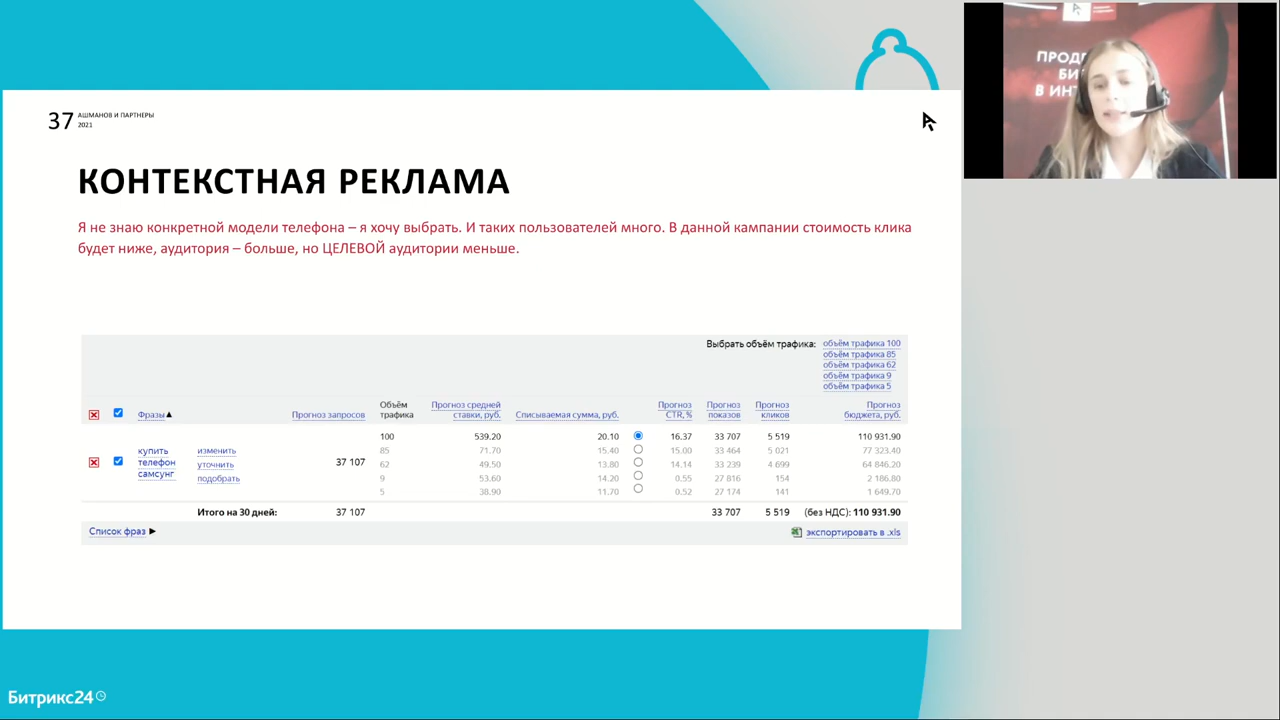 37 АШМАНОВ И ПАРТНЕРЫ
2021
КОНТЕКСТНАЯ РЕКЛАМА
Я не знаю конкретной модели телефона – я хочу выбрать. И таких пользователей много. В данной кампании стоимость клика
будет ниже, аудитория – больше, но ЦЕЛЕВОЙ аудитории меньше.
Выбрать объём трафика: объём трафика 100
объём трафика 85
объём трафика 62
объём трафика 9
объём трафика 5
Фразы▲ Прогноз запросов Объём трафика Прогноз средней ставки, руб. Списываемая сумма, руб. Прогноз CTR, % Прогноз показов Прогноз кликов Прогноз бюджета, руб.
купить телефон самсунг изменить уточнить подобрать 37 107
100 539.20 20.10 16.37 33 707 5 519 110 931.90
85 71.70 15.40 15.00 33 464 5 021 77 323.40
62 49.50 13.80 14.14 33 239 4 699 64 846.20
9 53.60 14.20 0.55 27 816 154 2 186.80
5 38.90 11.70 0.52 27 174 141 1 649.70
Итого на 30 дней: 37 107 33 707 5 519 (без НДС): 110 931.90
Список фраз ► экспортировать в .xls
Битрикс24
В ИН